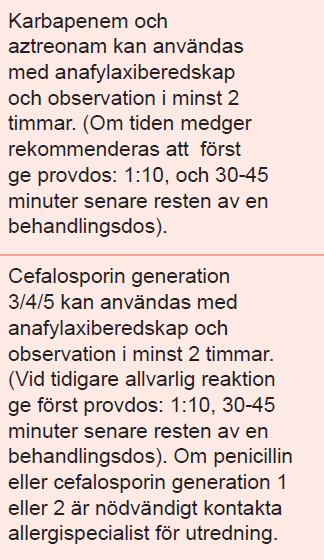 Karbapenem och
aztreonam kan användas
med anafylaxiberedskap
och observation i minst 2
timmar. (Om tiden medger
rekommenderas att  först
ge provdos: 1:10, och 30-45
minuter senare resten av en
behandlingsdos).
Cefalosporin generation
3/4/5 kan användas med
anafylaxiberedskap och
observation i minst 2 timmar.
(Vid tidigare allvarlig reaktion
ge först provdos: 1:10, 30-45
minuter senare resten av en
behandlingsdos). Om penicillin
eller cefalosporin generation 1
eller 2 är nödvändigt kontakta
allergispecialist för utredning.